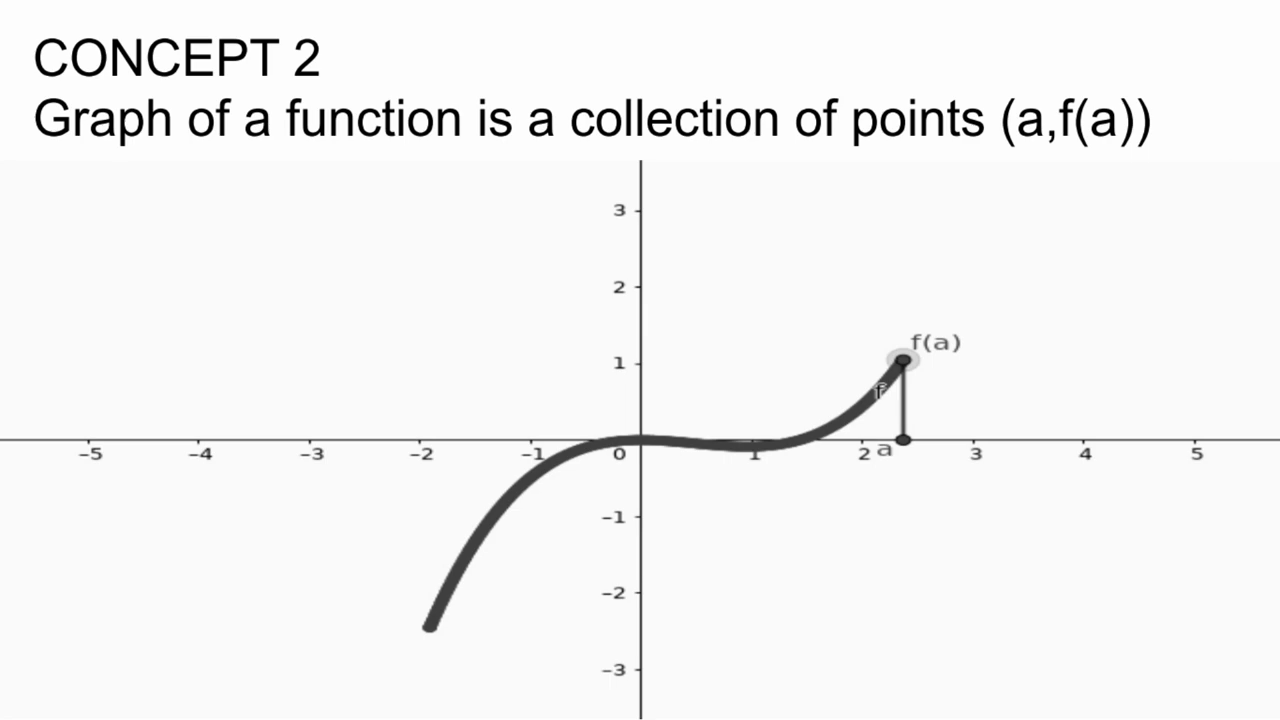 CONCEPT 2
Graph of a function is a collection of points (a,f(a))
3
2
1
f(a)
f
-5 -4 -3 -2 -1 0 1 2 a 3 4 5
-1
-2
-3